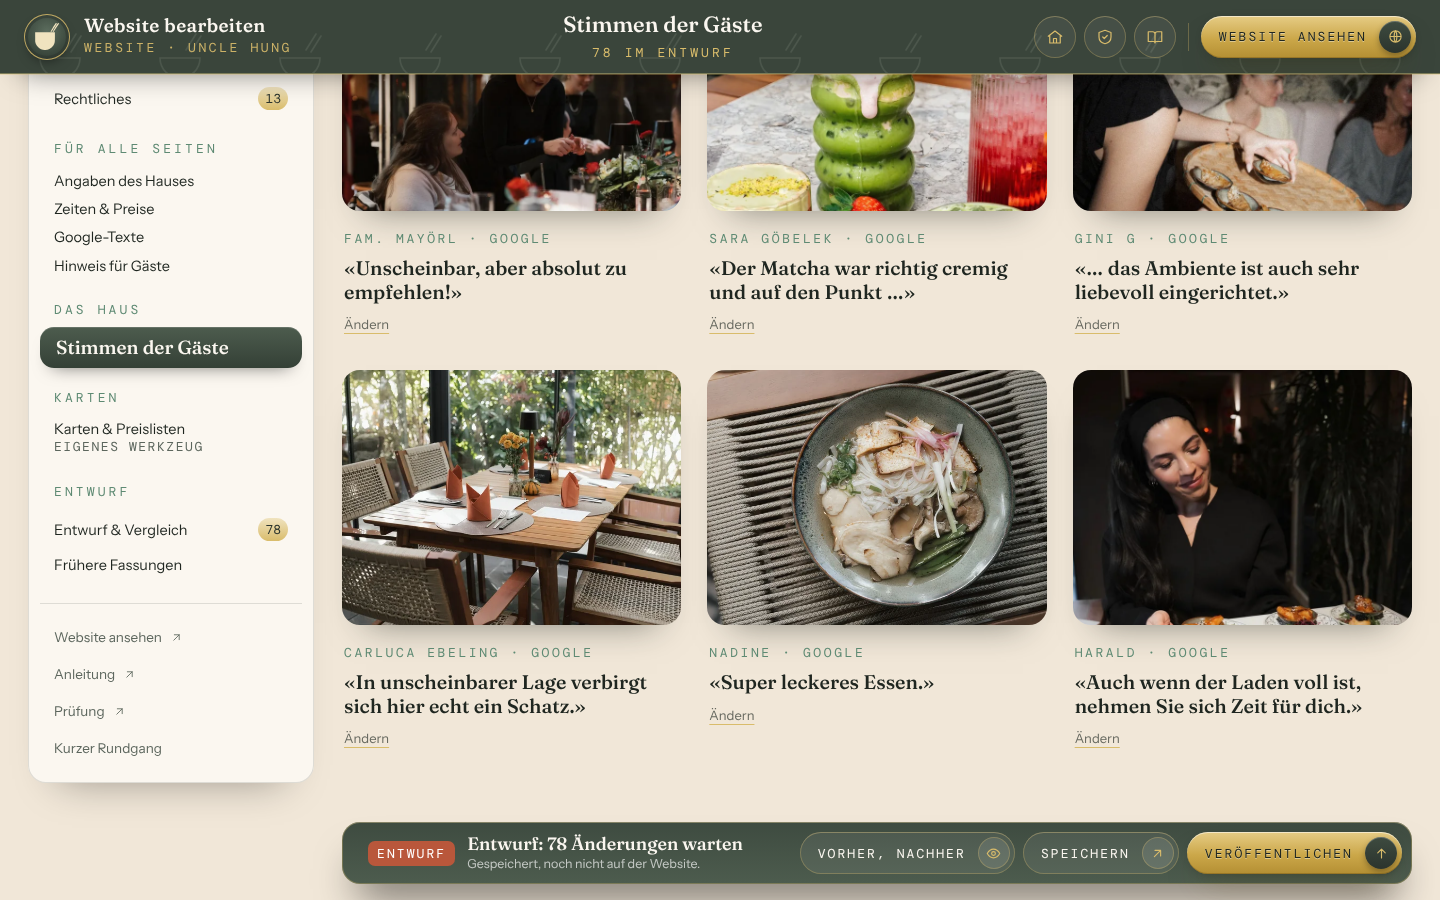 Website bearbeiten
WEBSITE · UNCLE HUNG
Stimmen der Gäste
78 IM ENTWURF
WEBSITE ANSEHEN
Rechtliches 13
FÜR ALLE SEITEN
Angaben des Hauses
Zeiten & Preise
Google-Texte
Hinweis für Gäste
DAS HAUS
Stimmen der Gäste
KARTEN
Karten & Preislisten
EIGENES WERKZEUG
ENTWURF
Entwurf & Vergleich 78
Frühere Fassungen
Website ansehen
Anleitung
Prüfung
Kurzer Rundgang
FAM. MAYÖRL · GOOGLE
«Unscheinbar, aber absolut zu
empfehlen!»
Ändern
SARA GÖBELEK · GOOGLE
«Der Matcha war richtig cremig
und auf den Punkt ...»
Ändern
GINI G · GOOGLE
«... das Ambiente ist auch sehr
liebevoll eingerichtet.»
Ändern
CARLUCA EBELING · GOOGLE
«In unscheinbarer Lage verbirgt
sich hier echt ein Schatz.»
Ändern
NADINE · GOOGLE
«Super leckeres Essen.»
Ändern
HARALD · GOOGLE
«Auch wenn der Laden voll ist,
nehmen Sie sich Zeit für dich.»
Ändern
ENTWURF
Entwurf: 78 Änderungen warten
Gespeichert, noch nicht auf der Website.
VORHER, NACHHER
SPEICHERN
VERÖFFENTLICHEN